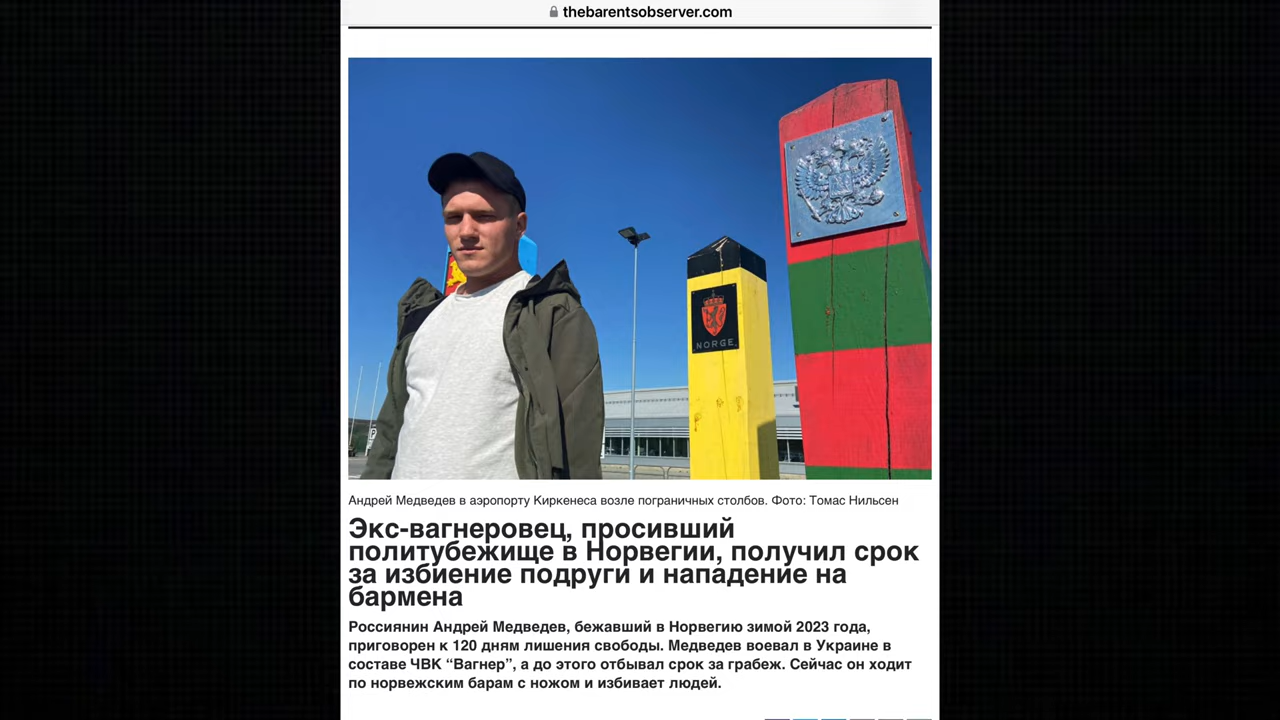 thebarentsobserver.com
NORGE
Андрей Медведев в аэропорту Киркенеса возле пограничных столбов. Фото: Томас Нильсен
Экс-вагнеровец, просивший
политубежище в Норвегии, получил срок
за избиение подруги и нападение на
бармена
Россиянин Андрей Медведев, бежавший в Норвегию зимой 2023 года,
приговорен к 120 дням лишения свободы. Медведев воевал в Украине в
составе ЧВК “Вагнер”, а до этого отбывал срок за грабеж. Сейчас он ходит
по норвежским барам с ножом и избивает людей.